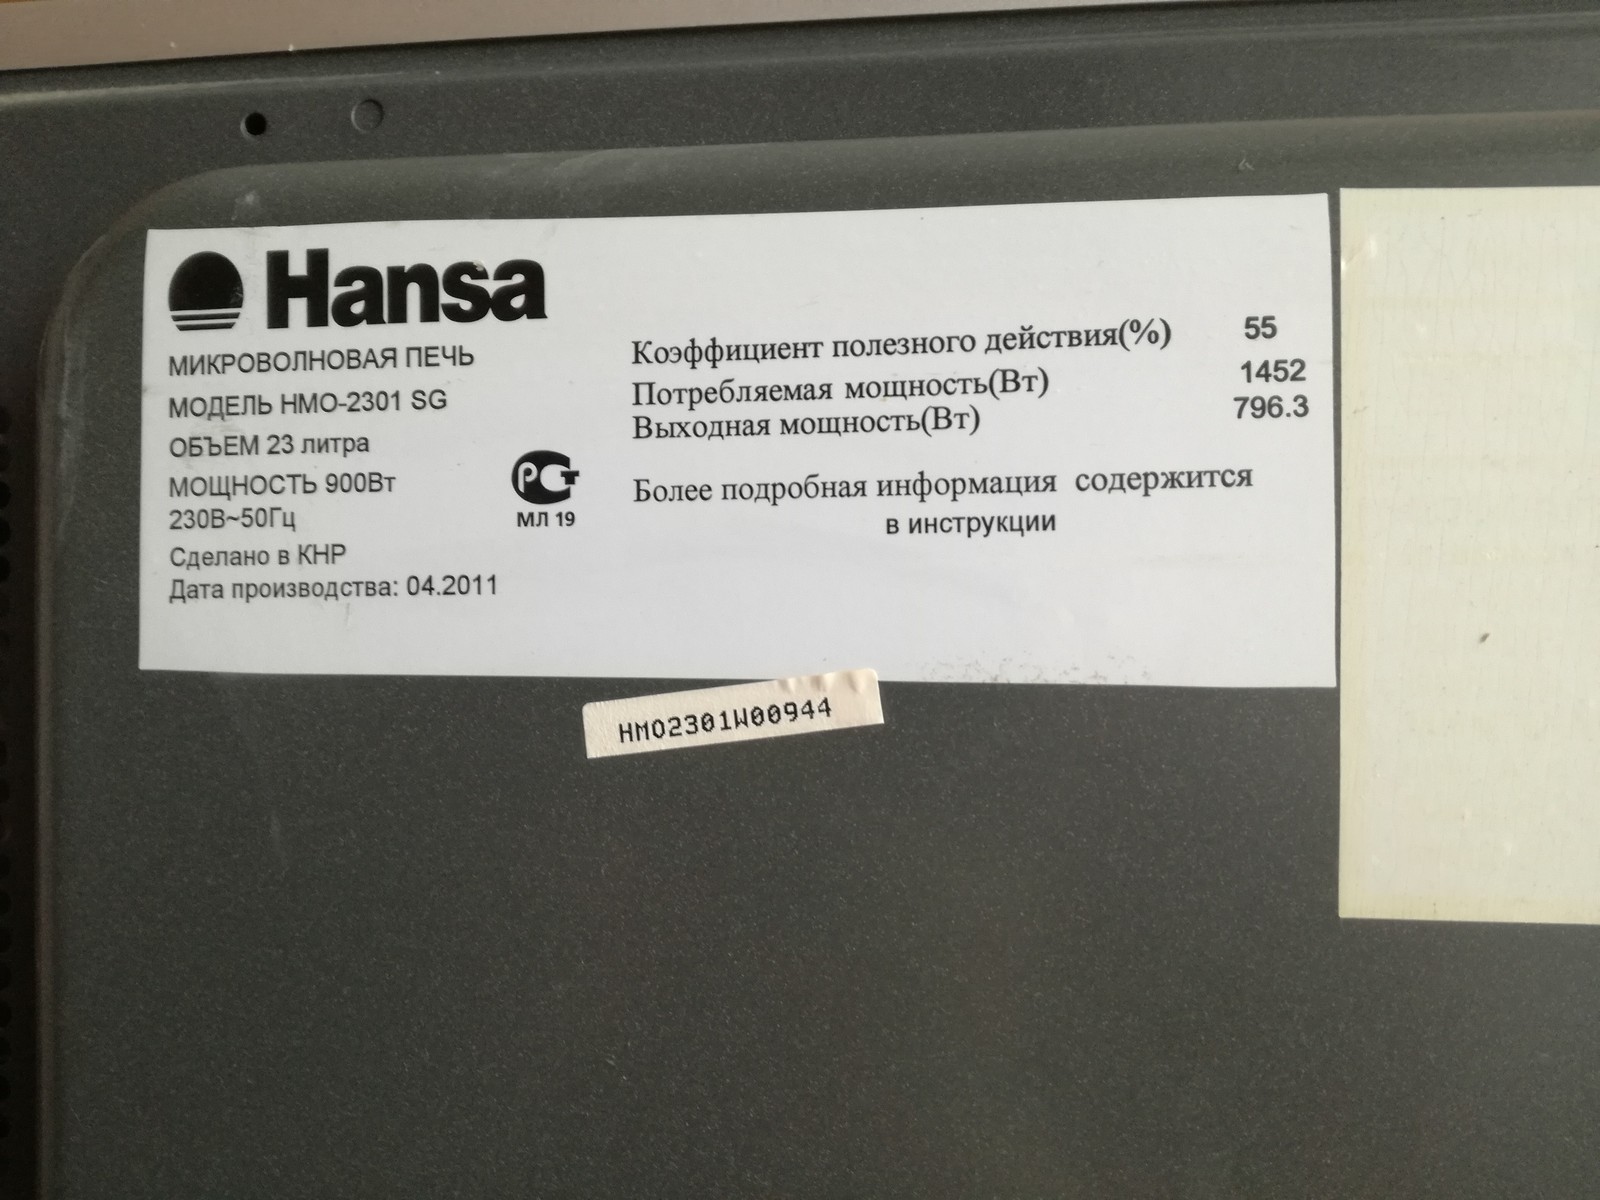 Hansa
МИКРОВОЛНОВАЯ ПЕЧЬ
МОДЕЛЬ HMO-2301 SG
ОБЪЕМ 23 литра
МОЩНОСТЬ 900Вт
230В~50Гц
Сделано в КНР
Дата производства: 04.2011
РСТ
МЛ 19
Коэффициент полезного действия(%) 55
Потребляемая мощность(Вт) 1452
Выходная мощность(Вт) 796.3
Более подробная информация содержится
в инструкции
HMO2301W00944